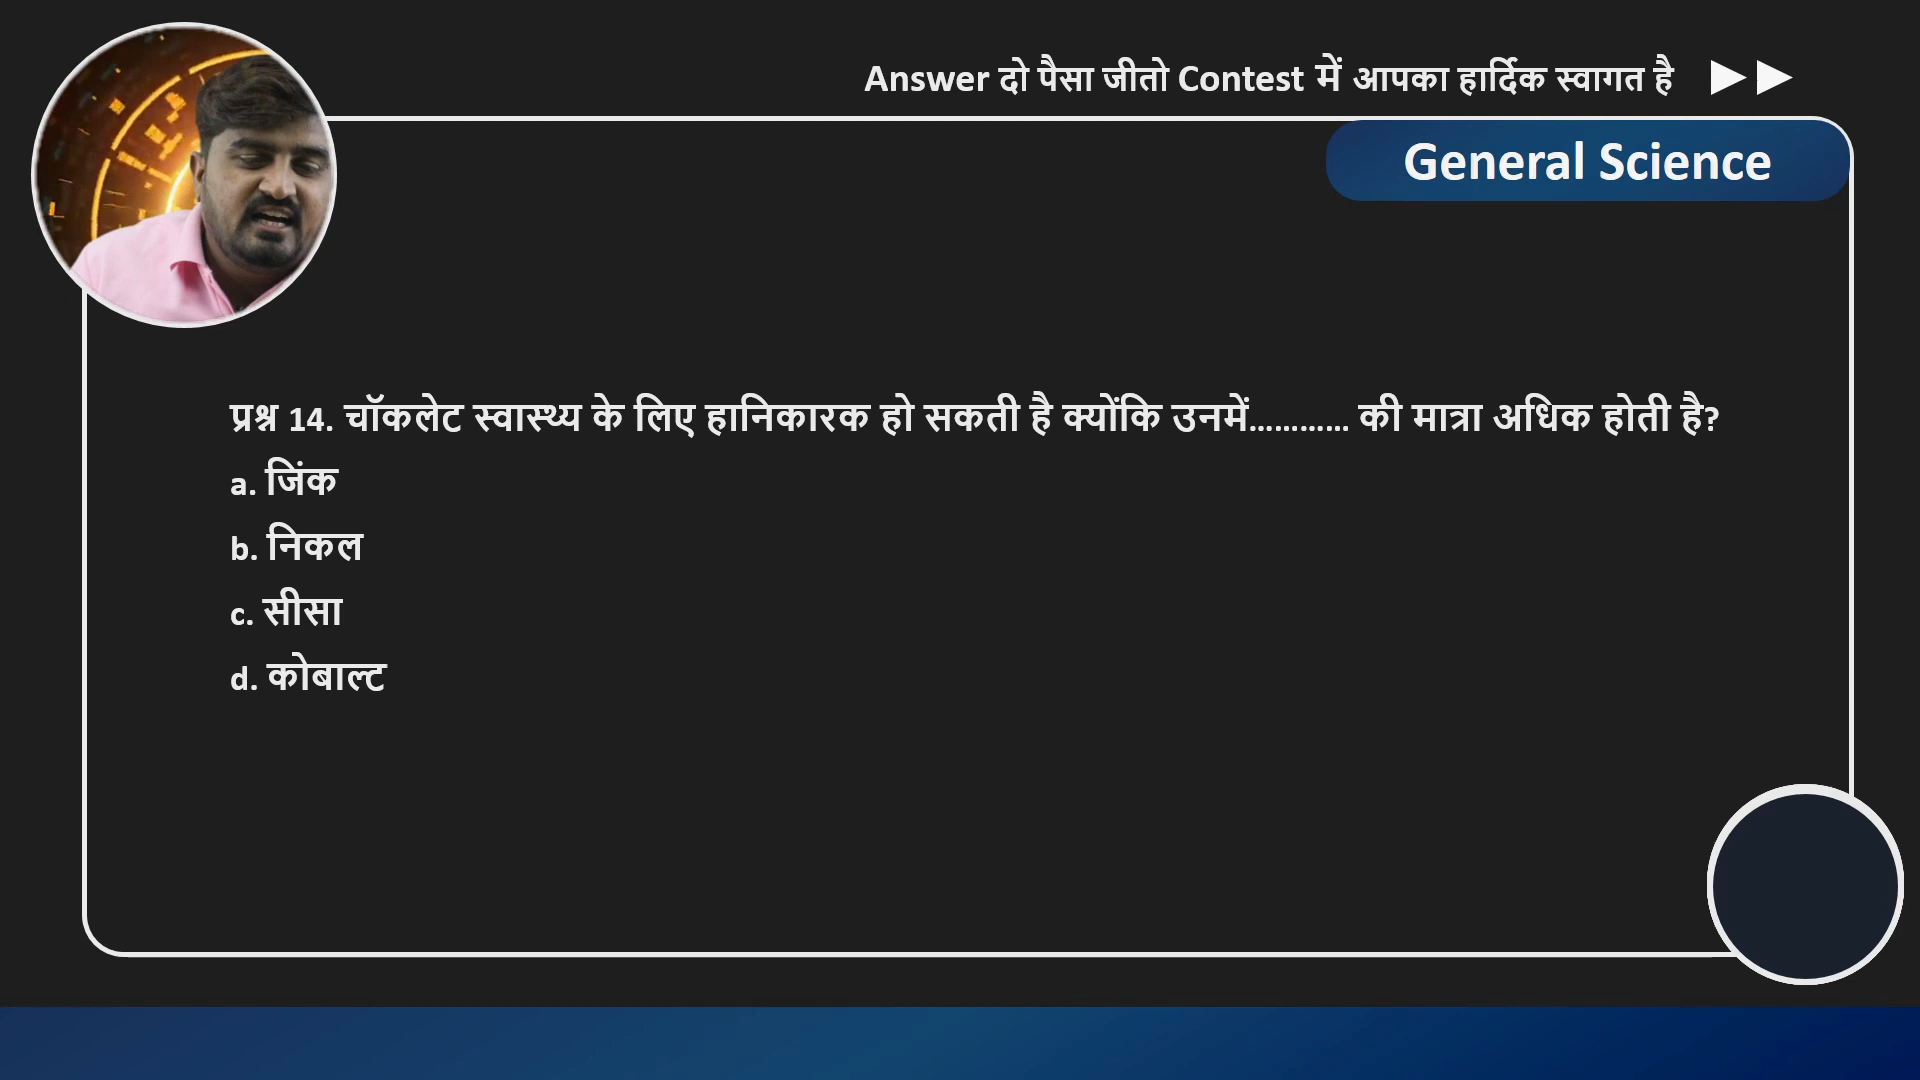 Answer दो पैसा जीतो Contest में आपका हार्दिक स्वागत है
General Science
प्रश्न 14. चॉकलेट स्वास्थ्य के लिए हानिकारक हो सकती है क्योंकि उनमें............ की मात्रा अधिक होती है?
a. जिंक
b. निकल
c. सीसा
d. कोबाल्ट